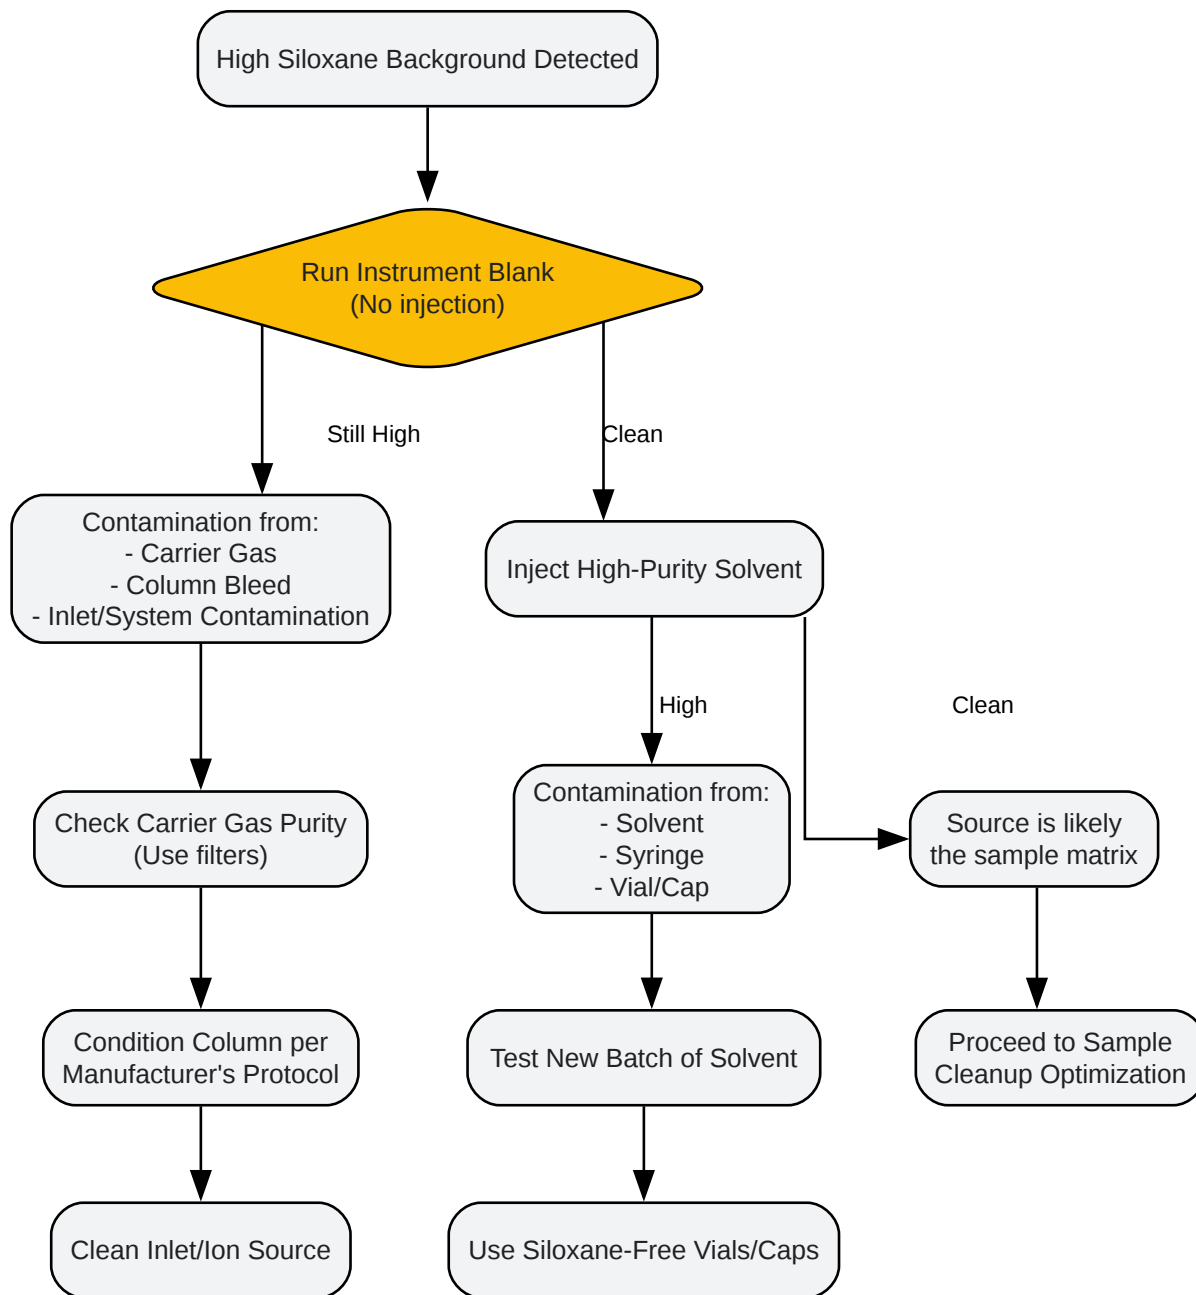 High Siloxane Background Detected
Run Instrument Blank
(No injection)
Still High
Clean
Contamination from:
- Carrier Gas
- Column Bleed
- Inlet/System Contamination
Inject High-Purity Solvent
High
Clean
Contamination from:
- Solvent
- Syringe
- Vial/Cap
Check Carrier Gas Purity
(Use filters)
Source is likely
the sample matrix
Condition Column per
Manufacturer's Protocol
Test New Batch of Solvent
Proceed to Sample
Cleanup Optimization
Clean Inlet/Ion Source
Use Siloxane-Free Vials/Caps